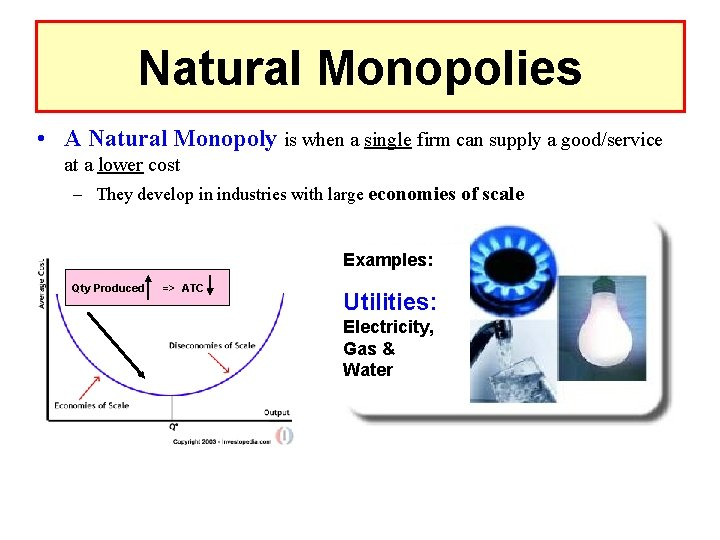 Natural Monopolies
• A Natural Monopoly is when a single firm can supply a good/service
at a lower cost
– They develop in industries with large economies of scale
Examples:
Average Cost
Qty Produced => ATC
Utilities:
Electricity,
Gas &
Water
Diseconomies of Scale
Economies of Scale
Output
Q*
Copyright 2003 - Investopedia.com